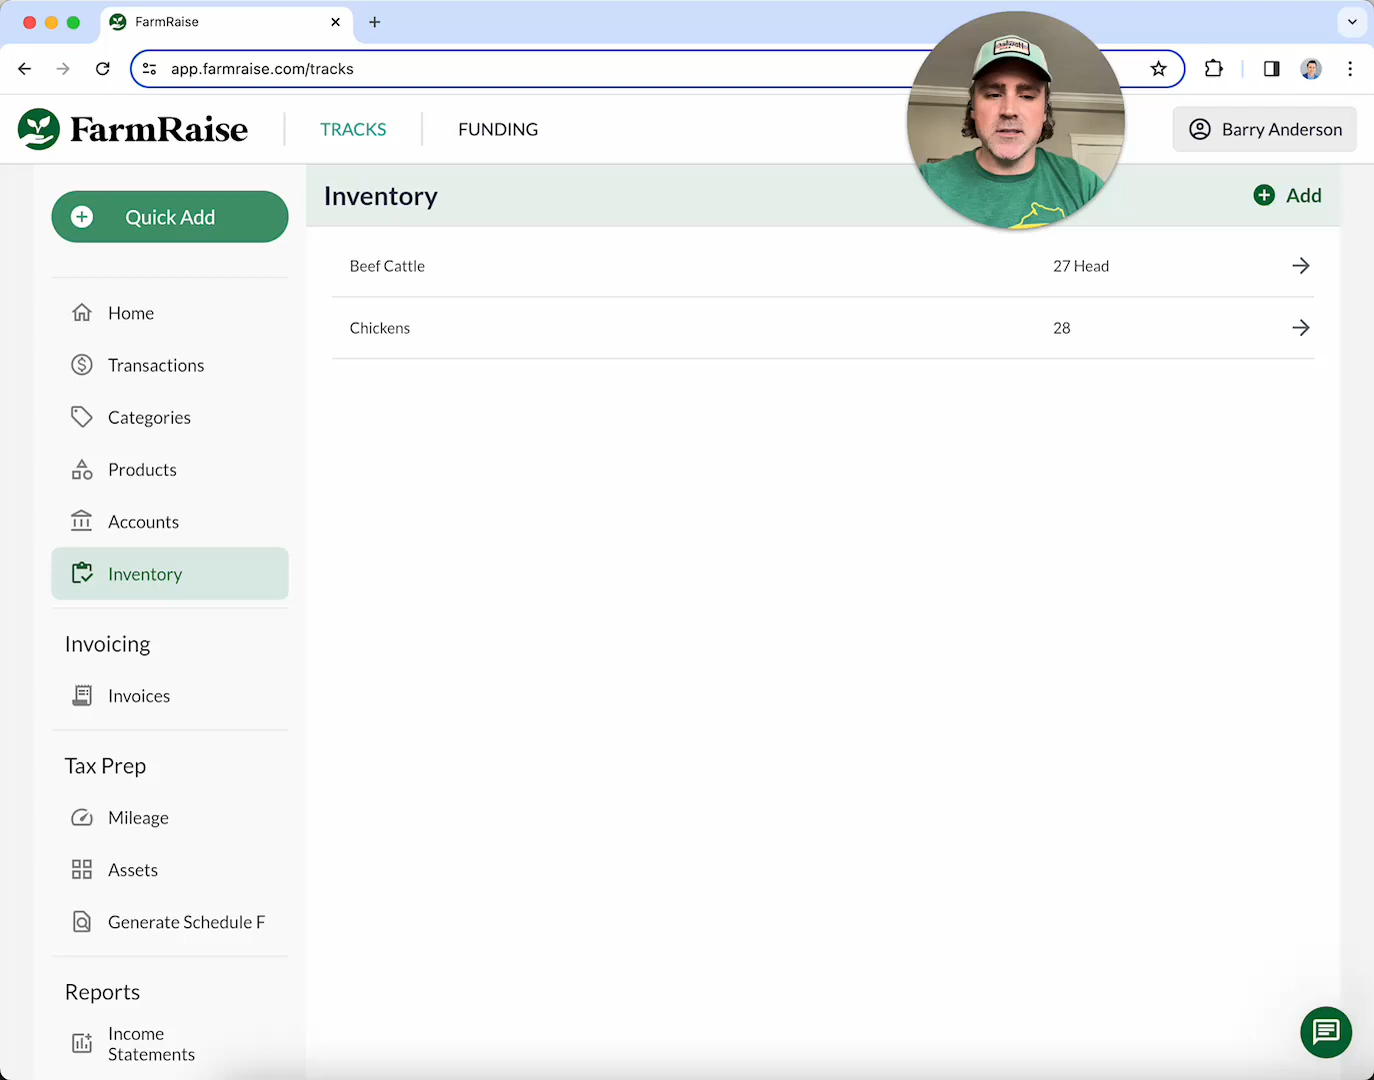 FarmRaise
app.farmraise.com/tracks
FarmRaise
TRACKS
FUNDING
Barry Anderson
Quick Add
Inventory
Add
Beef Cattle
27 Head
Chickens
28
Home
Transactions
Categories
Products
Accounts
Inventory
Invoicing
Invoices
Tax Prep
Mileage
Assets
Generate Schedule F
Reports
Income
Statements